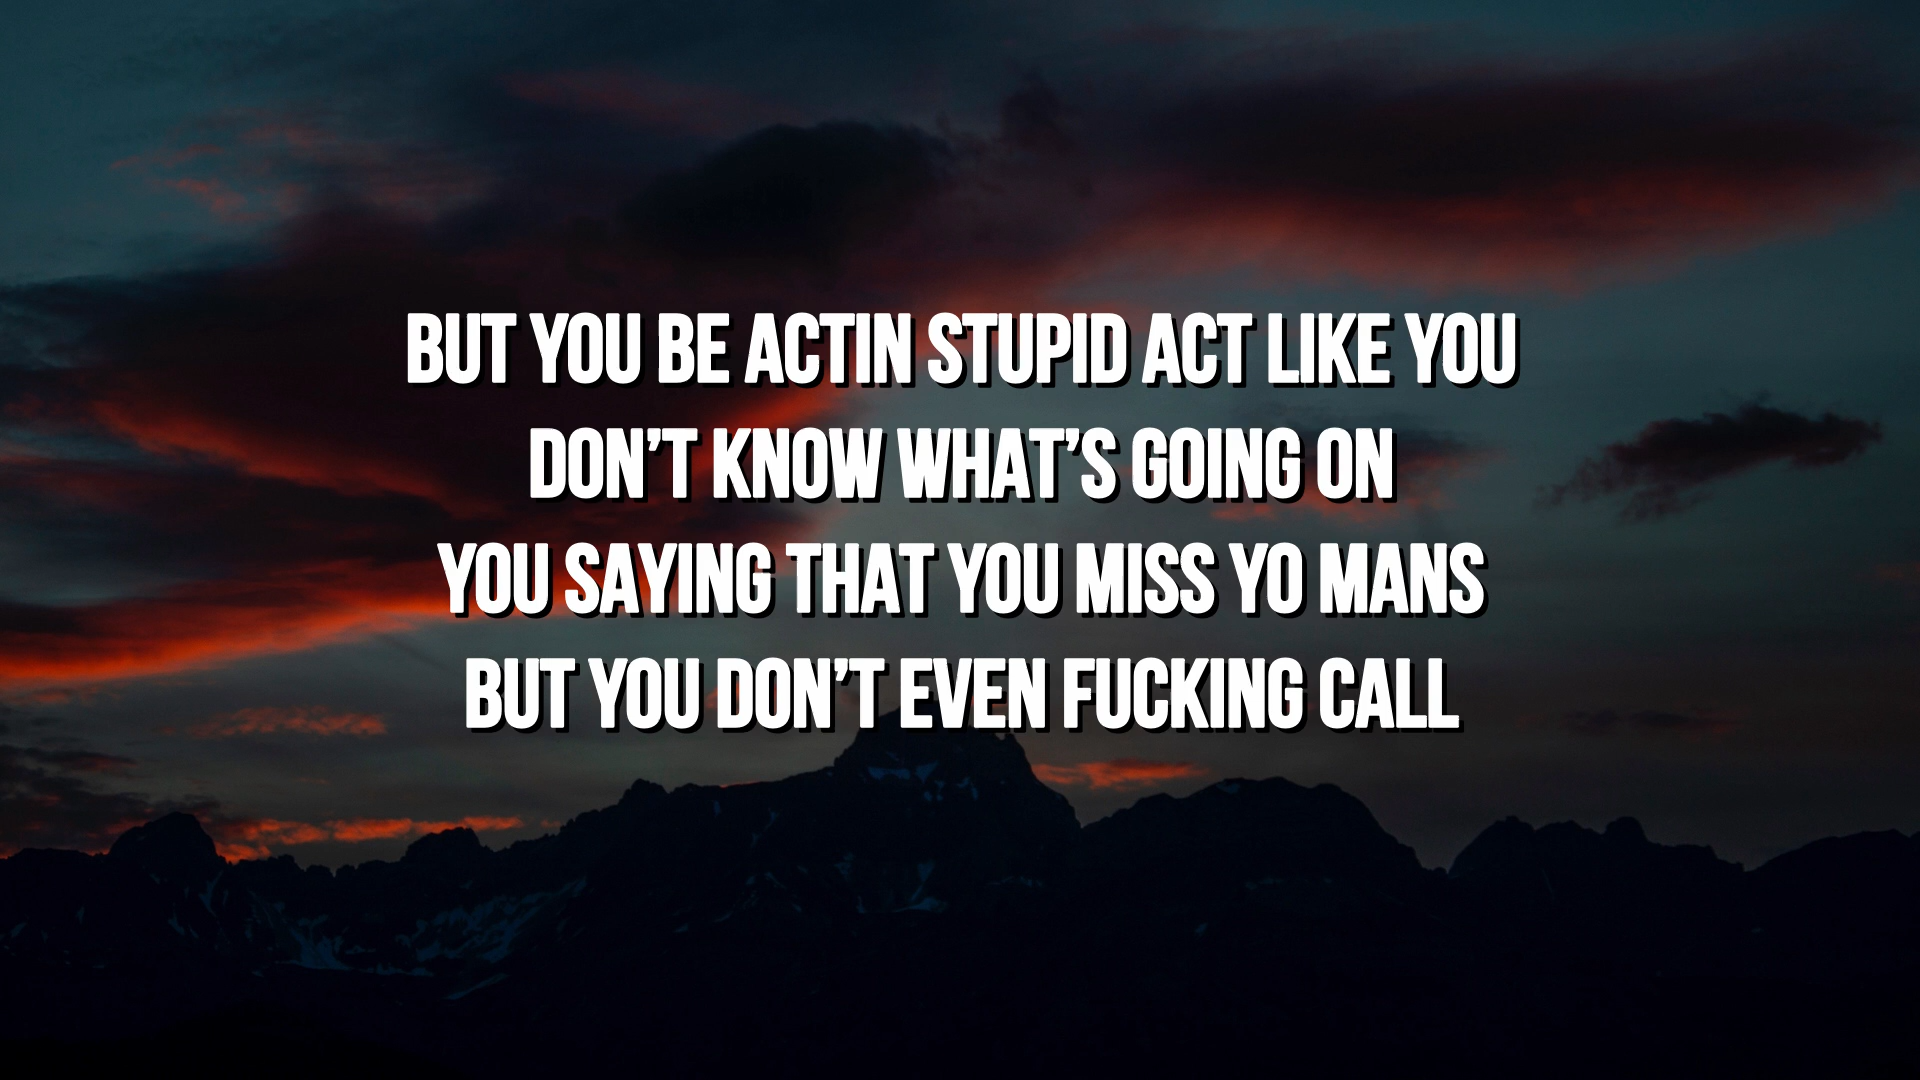 BUT YOU BE ACTIN STUPID ACT LIKE YOU
DON'T KNOW WHAT'S GOING ON
YOU SAYING THAT YOU MISS YO MANS
BUT YOU DON'T EVEN FUCKING CALL